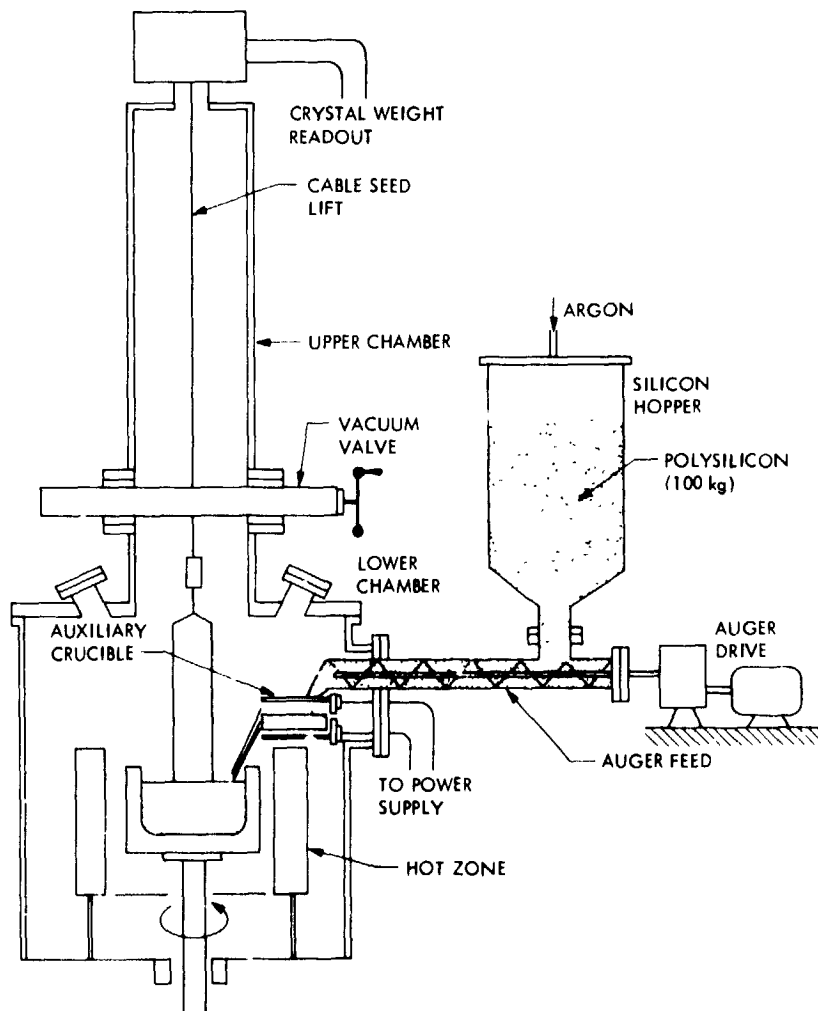 CRYSTAL WEIGHT
READOUT
CABLE SEED
LIFT
ARGON
UPPER CHAMBER
SILICON
HOPPER
VACUUM
VALVE
POLYSILICON
(100 kg)
LOWER
CHAMBER
AUXILIARY
CRUCIBLE
AUGER
DRIVE
AUGER FEED
TO POWER
SUPPLY
HOT ZONE